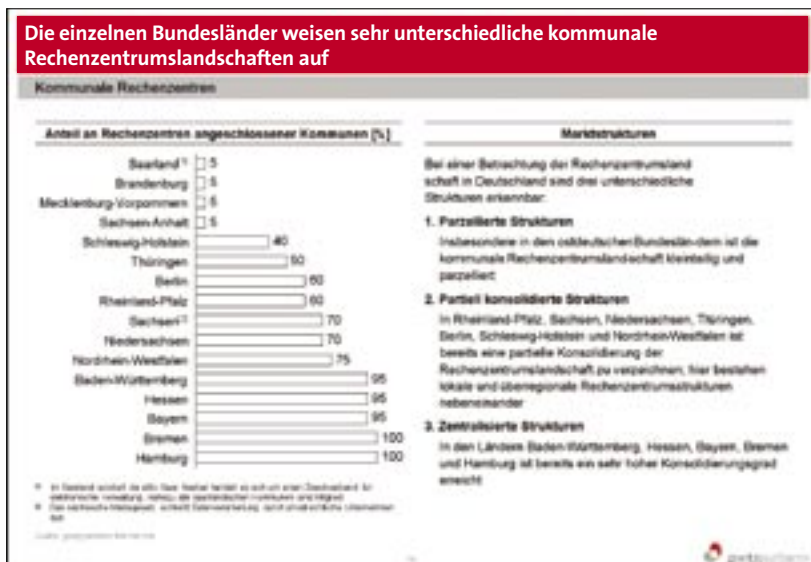 Die einzelnen Bundesländer weisen sehr unterschiedliche kommunale
Rechenzentrumslandschaften auf
Kommunale Rechenzentren
Anteil an Rechenzentren angeschlossener Kommunen [%]
Saarland 1) 5
Brandenburg 5
Mecklenburg-Vorpommern 5
Sachsen-Anhalt 5
Schleswig-Holstein 40
Thüringen 50
Berlin 60
Rheinland-Pfalz 60
Sachsen 2) 70
Niedersachsen 70
Nordrhein-Westfalen 75
Baden-Württemberg 95
Hessen 95
Bayern 95
Bremen 100
Hamburg 100
Marktstrukturen
Bei einer Betrachtung der Rechenzentrumsland
schaft in Deutschland sind drei unterschiedliche
Strukturen erkennbar:
1. Parzellierte Strukturen
Insbesondere in den ostdeutschen Bundeslän-dern ist die
kommunale Rechenzentrumslandschaft kleinteilig und
parzelliert
2. Partiell konsolidierte Strukturen
In Rheinland-Pfalz, Sachsen, Niedersachsen, Thüringen,
Berlin, Schleswig-Holstein und Nordrhein-Westfalen ist
bereits eine partielle Konsolidierung der
Rechenzentrumslandschaft zu verzeichnen, hier bestehen
lokale und überregionale Rechenzentrumsstrukturen
nebeneinander
3. Zentralisierte Strukturen
In den Ländern Baden-Württemberg, Hessen, Bayern, Bremen
und Hamburg ist bereits ein sehr hoher Konsolidierungsgrad
erreicht